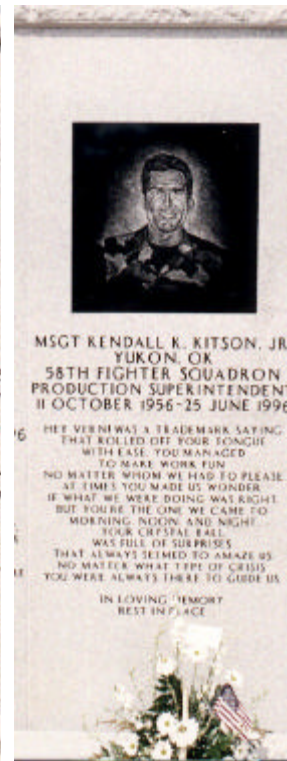 MSGT KENDALL K. KITSON, JR
YUKON, OK
58TH FIGHTER SQUADRON
PRODUCTION SUPERINTENDENT
11 OCTOBER 1956-25 JUNE 1996
HEY VERN! WAS A TRADEMARK SAYING
THAT ROLLED OFF YOUR TONGUE
WITH EASE. YOU MANAGED
TO MAKE WORK FUN
NO MATTER WHOM WE HAD TO PLEASE
AT TIMES YOU MADE US WONDER
IF WHAT WE WERE DOING WAS RIGHT
BUT YOU'RE THE ONE WE CAME TO
MORNING, NOON AND NIGHT
YOUR CRYSTAL BALL
WAS FULL OF SURPRISES
THAT ALWAYS SEEMED TO AMAZE US
NO MATTER WHAT TYPE OF CRISIS
YOU WERE ALWAYS THERE TO GUIDE US
IN LOVING MEMORY
REST IN PEACE